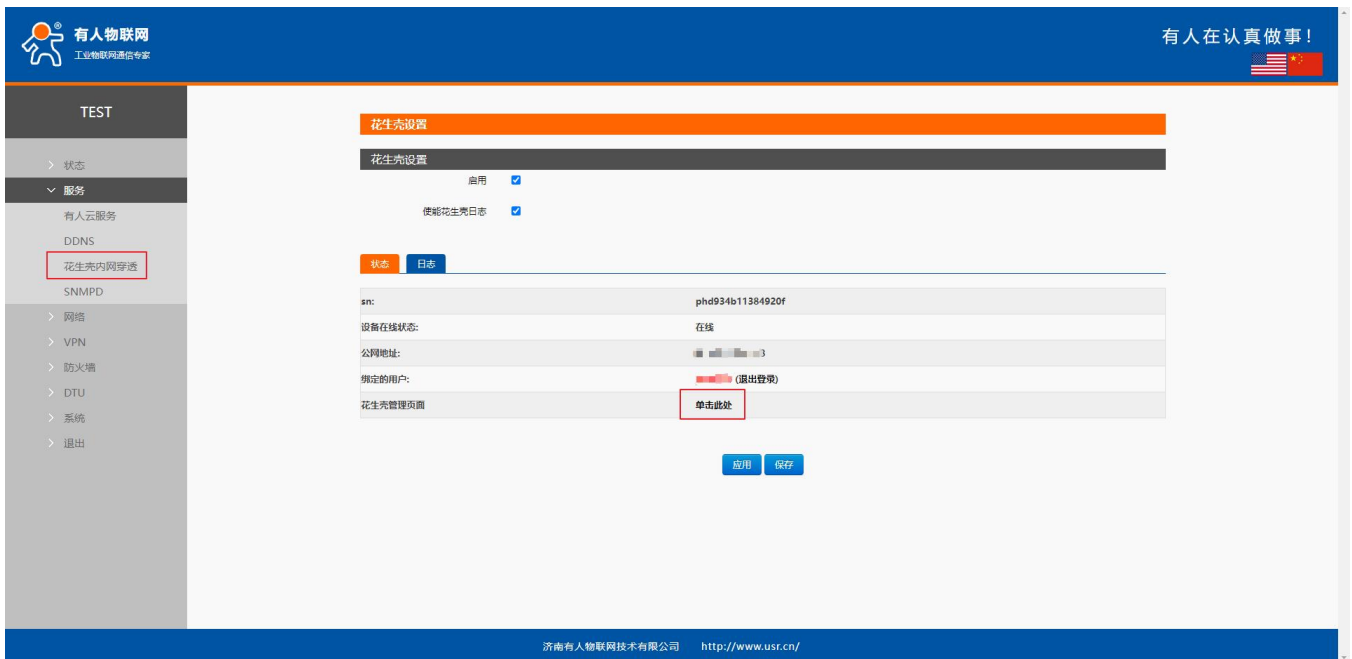 有人物联网
工业物联网通信专家
有人在认真做事!
TEST
状态
服务
有人云服务
DDNS
花生壳内网穿透
SNMPD
网络
VPN
防火墙
DTU
系统
退出
花生壳设置
花生壳设置
启用
使能花生壳日志
状态 日志
sn: phd934b11384920f
设备在线状态: 在线
公网地址: 3
绑定的用户: (退出登录)
花生壳管理页面 单击此处
应用 保存
济南有人物联网技术有限公司 http://www.usr.cn/